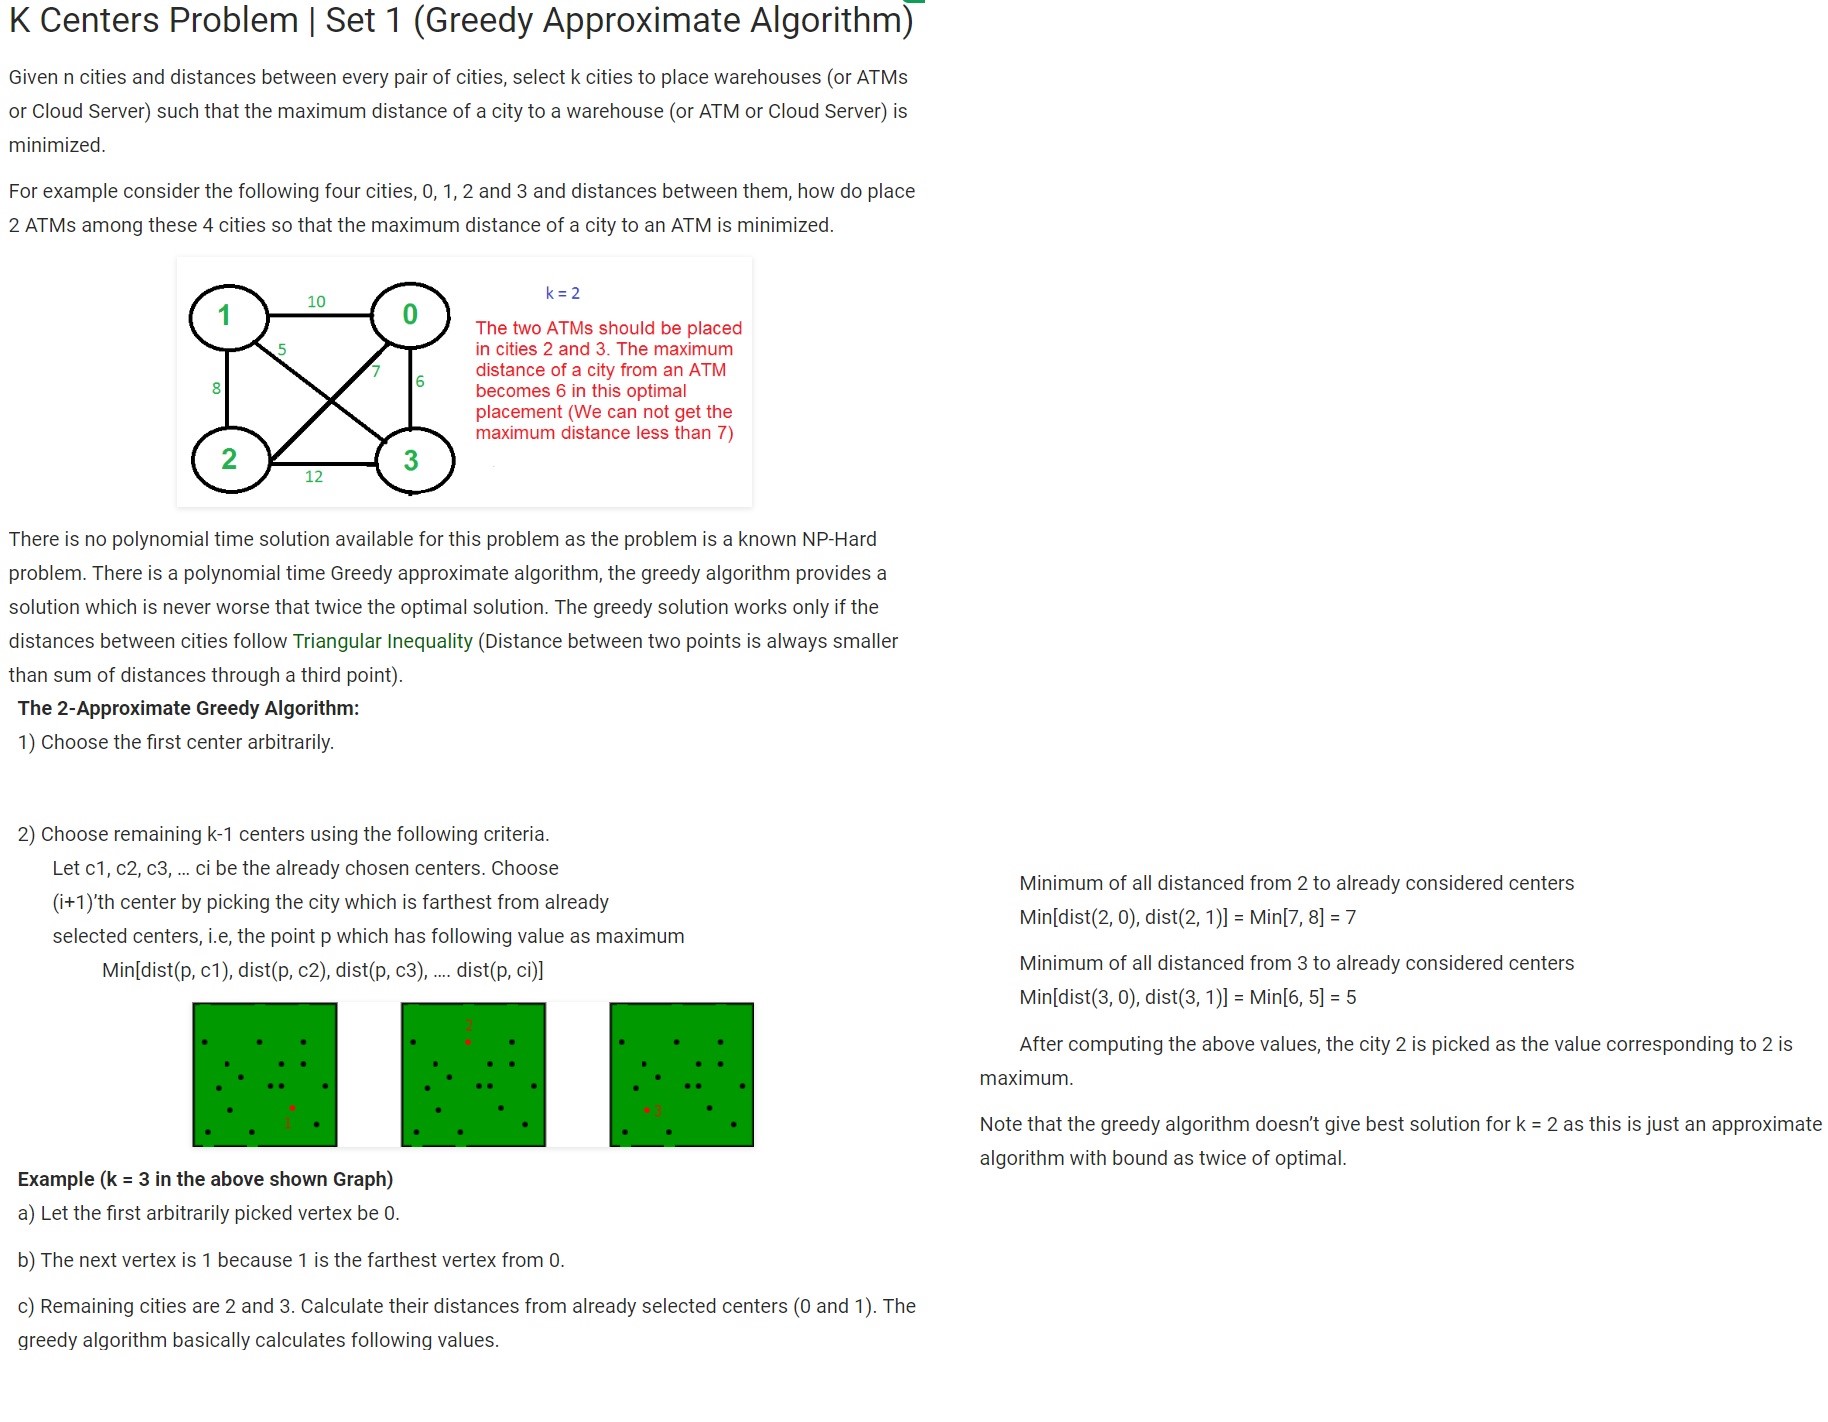 K Centers Problem | Set 1 (Greedy Approximate Algorithm)
Given n cities and distances between every pair of cities, select k cities to place warehouses (or ATMs
or Cloud Server) such that the maximum distance of a city to a warehouse (or ATM or Cloud Server) is
minimized.
For example consider the following four cities, 0, 1, 2 and 3 and distances between them, how do place
2 ATMs among these 4 cities so that the maximum distance of a city to an ATM is minimized.
1
10
0
5
7
8
6
2
12
3
k = 2
The two ATMs should be placed
in cities 2 and 3. The maximum
distance of a city from an ATM
becomes 6 in this optimal
placement (We can not get the
maximum distance less than 7)
There is no polynomial time solution available for this problem as the problem is a known NP-Hard
problem. There is a polynomial time Greedy approximate algorithm, the greedy algorithm provides a
solution which is never worse that twice the optimal solution. The greedy solution works only if the
distances between cities follow Triangular Inequality (Distance between two points is always smaller
than sum of distances through a third point).
The 2-Approximate Greedy Algorithm:
1) Choose the first center arbitrarily.
2) Choose remaining k-1 centers using the following criteria.
Let c1, c2, c3, … ci be the already chosen centers. Choose
(i+1)’th center by picking the city which is farthest from already
selected centers, i.e, the point p which has following value as maximum
Min[dist(p, c1), dist(p, c2), dist(p, c3), …. dist(p, ci)]
1
2
3
Example (k = 3 in the above shown Graph)
a) Let the first arbitrarily picked vertex be 0.
b) The next vertex is 1 because 1 is the farthest vertex from 0.
c) Remaining cities are 2 and 3. Calculate their distances from already selected centers (0 and 1). The
greedy algorithm basically calculates following values.
Minimum of all distanced from 2 to already considered centers
Min[dist(2, 0), dist(2, 1)] = Min[7, 8] = 7
Minimum of all distanced from 3 to already considered centers
Min[dist(3, 0), dist(3, 1)] = Min[6, 5] = 5
After computing the above values, the city 2 is picked as the value corresponding to 2 is
maximum.
Note that the greedy algorithm doesn’t give best solution for k = 2 as this is just an approximate
algorithm with bound as twice of optimal.